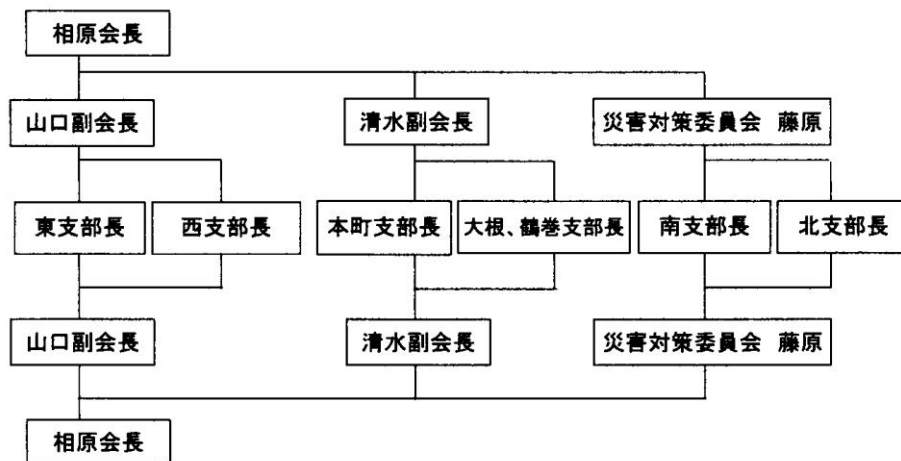 相原会長
山口副会長
清水副会長
災害対策委員会 藤原
東支部長
西支部長
本町支部長
大根、鶴巻支部長
南支部長
北支部長
山口副会長
清水副会長
災害対策委員会 藤原
相原会長